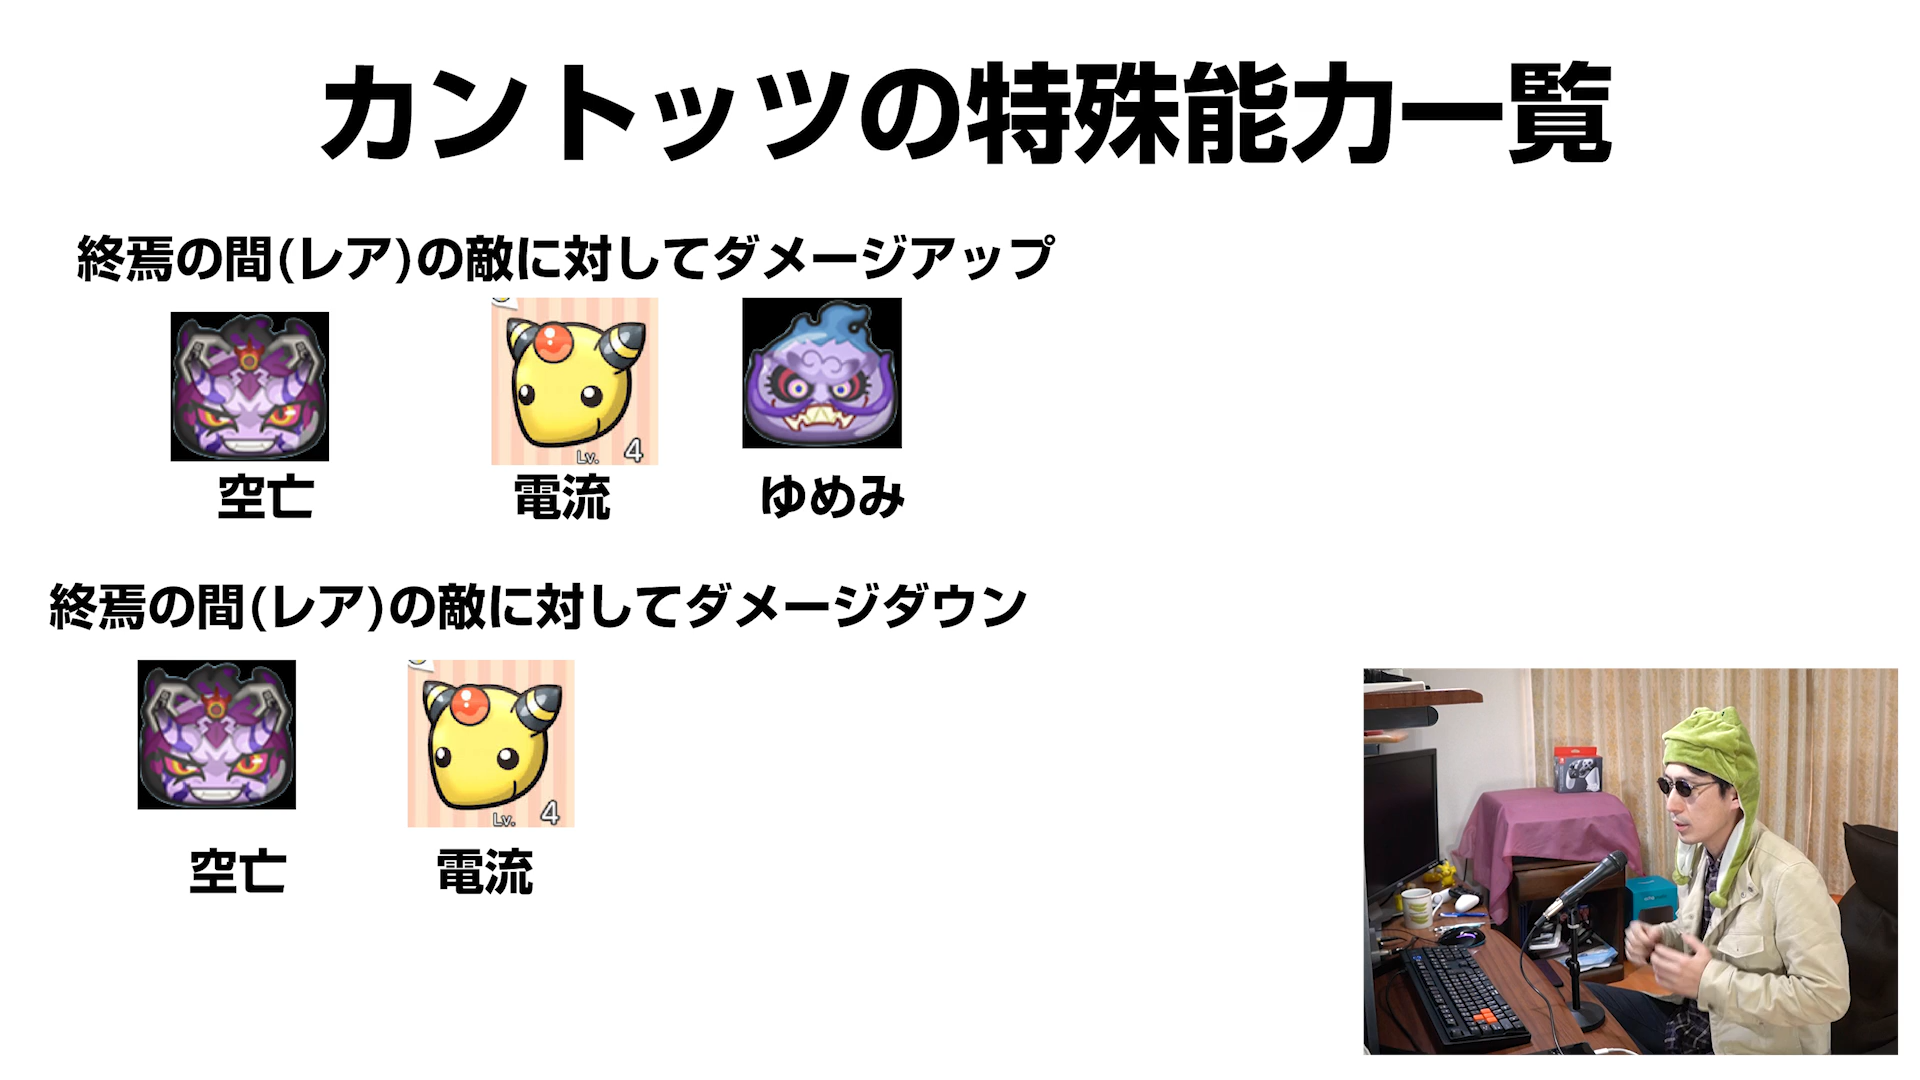 カントッツの特殊能力一覧
終焉の間(レア)の敵に対してダメージアップ
Lv. 4
空亡 電流 ゆめみ
終焉の間(レア)の敵に対してダメージダウン
Lv. 4
空亡 電流